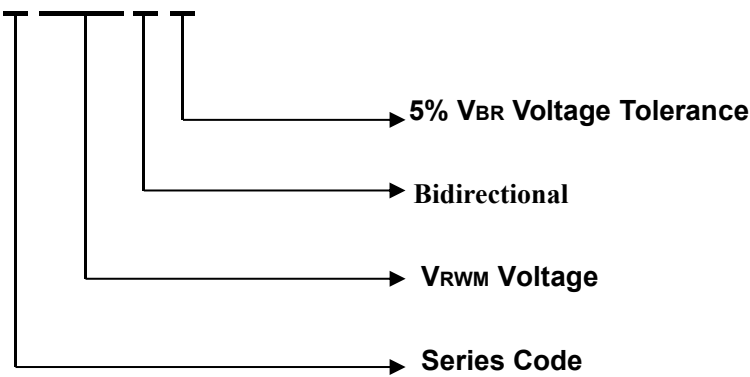 5% VBR Voltage Tolerance
Bidirectional
VRWM Voltage
Series Code